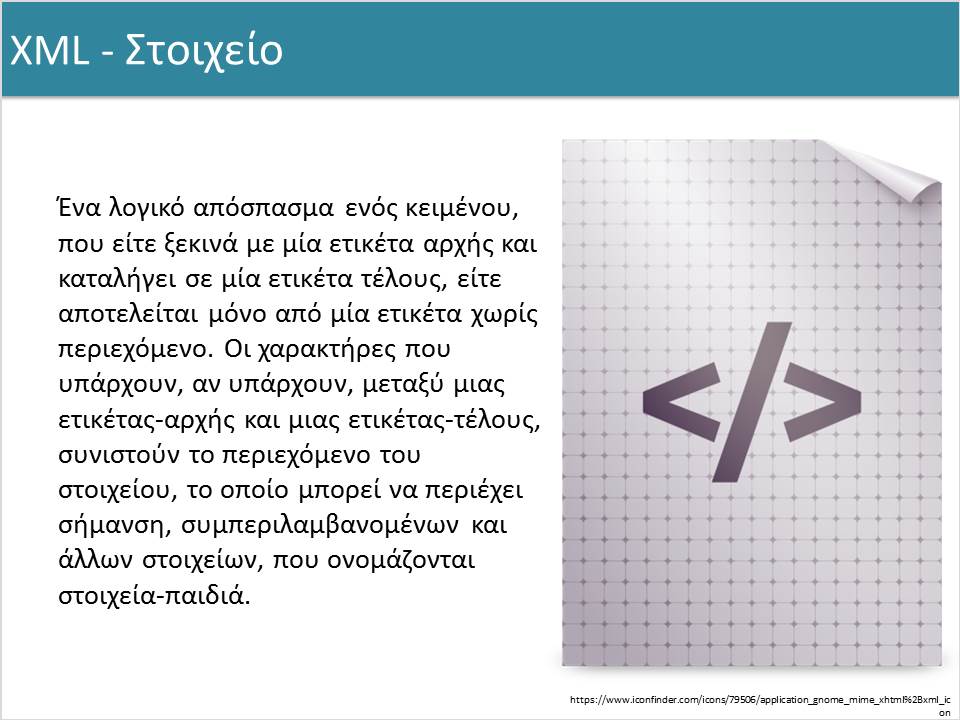 XML - Στοιχείο
Ένα λογικό απόσπασμα ενός κειμένου,
που είτε ξεκινά με μία ετικέτα αρχής και
καταλήγει σε μία ετικέτα τέλους, είτε
αποτελείται μόνο από μία ετικέτα χωρίς
περιεχόμενο. Οι χαρακτήρες που
υπάρχουν, αν υπάρχουν, μεταξύ μιας
ετικέτας-αρχής και μιας ετικέτας-τέλους,
συνιστούν το περιεχόμενο του
στοιχείου, το οποίο μπορεί να περιέχει
σήμανση, συμπεριλαμβανομένων και
άλλων στοιχείων, που ονομάζονται
στοιχεία-παιδιά.
</>
https://www.iconfinder.com/icons/79506/application_gnome_mime_xhtml%2Bxml_ic
on